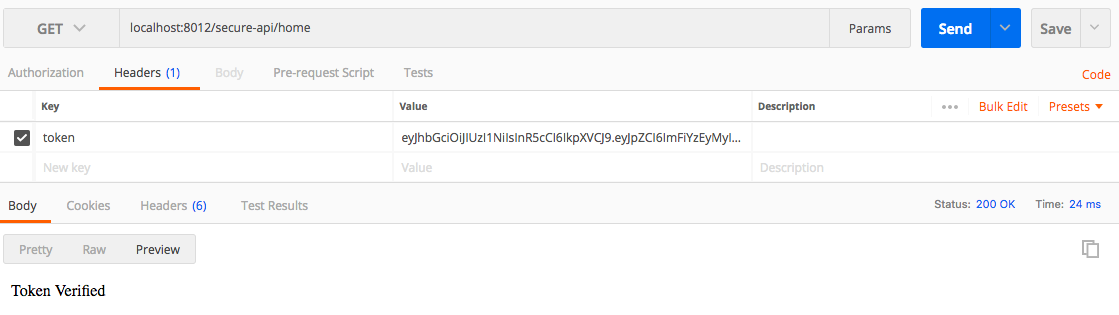 GET localhost:8012/secure-api/home Params Send Save
Authorization Headers (1) Body Pre-request Script Tests Code
Key Value Description ••• Bulk Edit Presets
token eyJhbGciOiJIUzI1NiIsInR5cCI6IkpXVCJ9.eyJpZCI6ImFiYzEyMyI...
New key Value Description
Body Cookies Headers (6) Test Results Status: 200 OK Time: 24 ms
Pretty Raw Preview
Token Verified